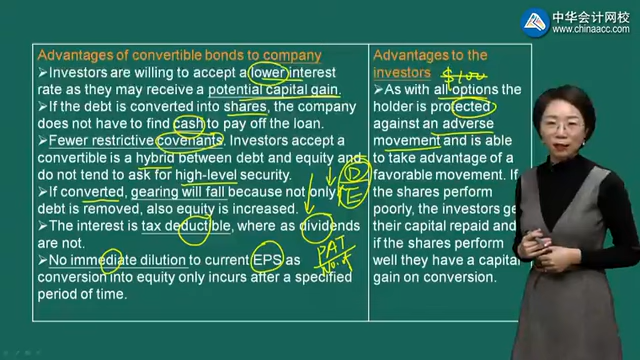 中华会计网校
www.chinaacc.com
Advantages of convertible bonds to company
➢Investors are willing to accept a lower interest
rate as they may receive a potential capital gain.
➢If the debt is converted into shares, the company
does not have to find cash to pay off the loan.
➢Fewer restrictive covenants. Investors accept a
convertible is a hybrid between debt and equity and
do not tend to ask for high-level security.
➢If converted, gearing will fall because not only
debt is removed, also equity is increased.
➢The interest is tax deductible, where as dividends
are not.
➢No immediate dilution to current EPS as
conversion into equity only incurs after a specified
period of time.
D
E
PAT
No. of
Advantages to the
investors
$100
➢As with all options the
holder is protected
against an adverse
movement and is able
to take advantage of a
favorable movement. If
the shares perform
poorly, the investors ge
their capital repaid and
if the shares perform
well they have a capital
gain on conversion.